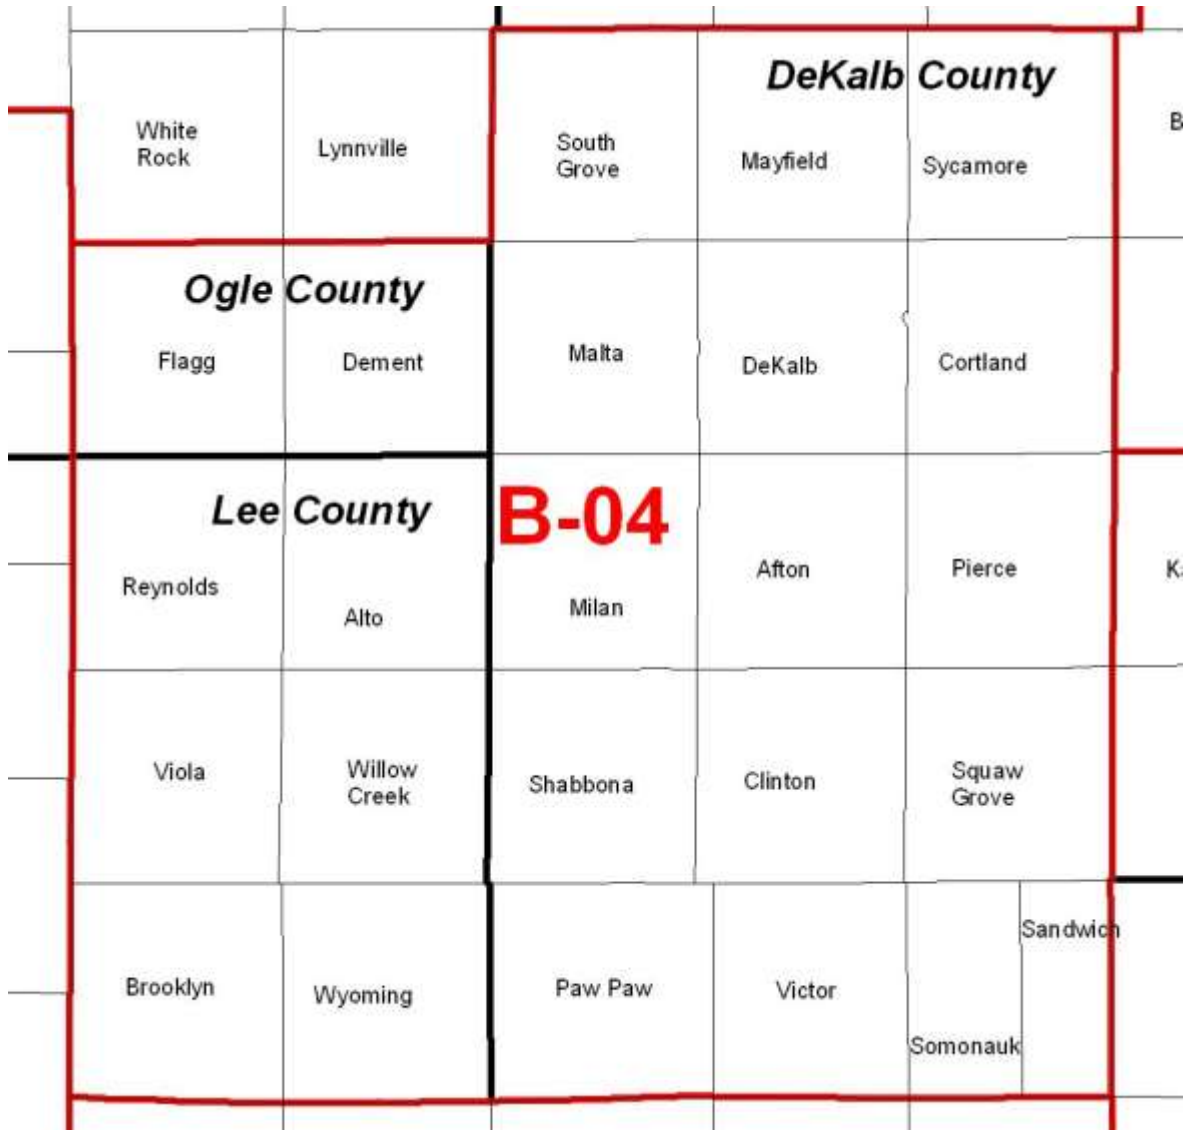 DeKalb County
B
White
Rock
Lynnville
South
Grove
Mayfield
Sycamore
Ogle County
Flagg
Dement
Malta
DeKalb
Cortland
Lee County
B-04
Reynolds
Alto
Milan
Afton
Pierce
Viola
Willow
Creek
Shabbona
Clinton
Squaw
Grove
Sandwich
Brooklyn
Wyoming
Paw Paw
Victor
Somonauk